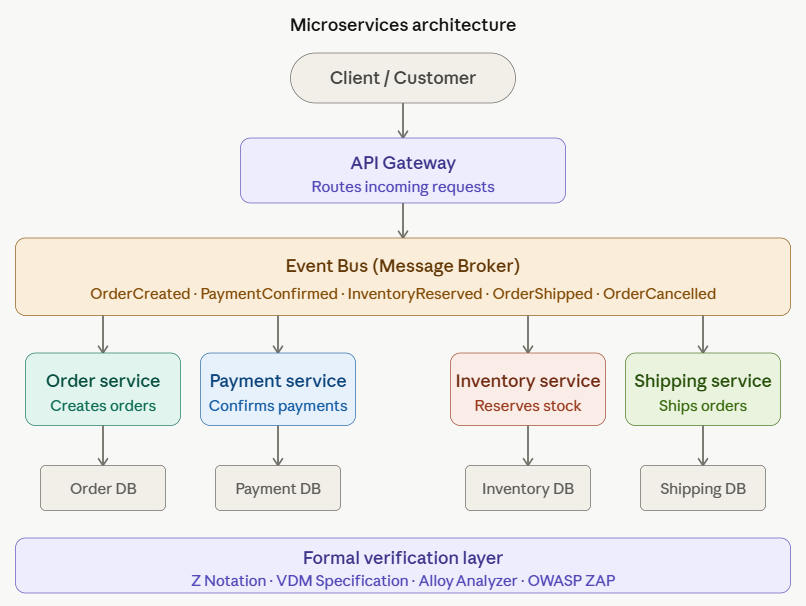 Microservices architecture
Client / Customer
API Gateway
Routes incoming requests
Event Bus (Message Broker)
OrderCreated · PaymentConfirmed · InventoryReserved · OrderShipped · OrderCancelled
Order service
Creates orders
Payment service
Confirms payments
Inventory service
Reserves stock
Shipping service
Ships orders
Order DB
Payment DB
Inventory DB
Shipping DB
Formal verification layer
Z Notation · VDM Specification · Alloy Analyzer · OWASP ZAP